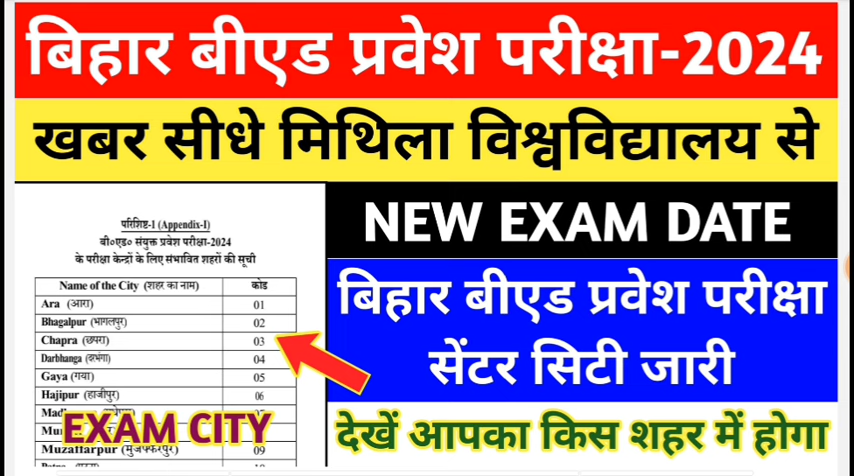 बिहार बीएड प्रवेश परीक्षा-2024
खबर सीधे मिथिला विश्वविद्यालय से
परिशिष्ट-I (Appendix-I)
बी०एड० संयुक्त प्रवेश परीक्षा-2024
के परीक्षा केन्द्रों के लिए संभावित शहरों की सूची
Name of the City (शहर का नाम) कोड
Ara (आरा) 01
Bhagalpur (भागलपुर) 02
Chapra (छपरा) 03
Darbhanga (दरभंगा) 04
Gaya (गया) 05
Hajipur (हाजीपुर) 06
Muzaffarpur (मुजफ्फरपुर) 09
EXAM CITY
NEW EXAM DATE
बिहार बीएड प्रवेश परीक्षा
सेंटर सिटी जारी
देखें आपका किस शहर में होगा